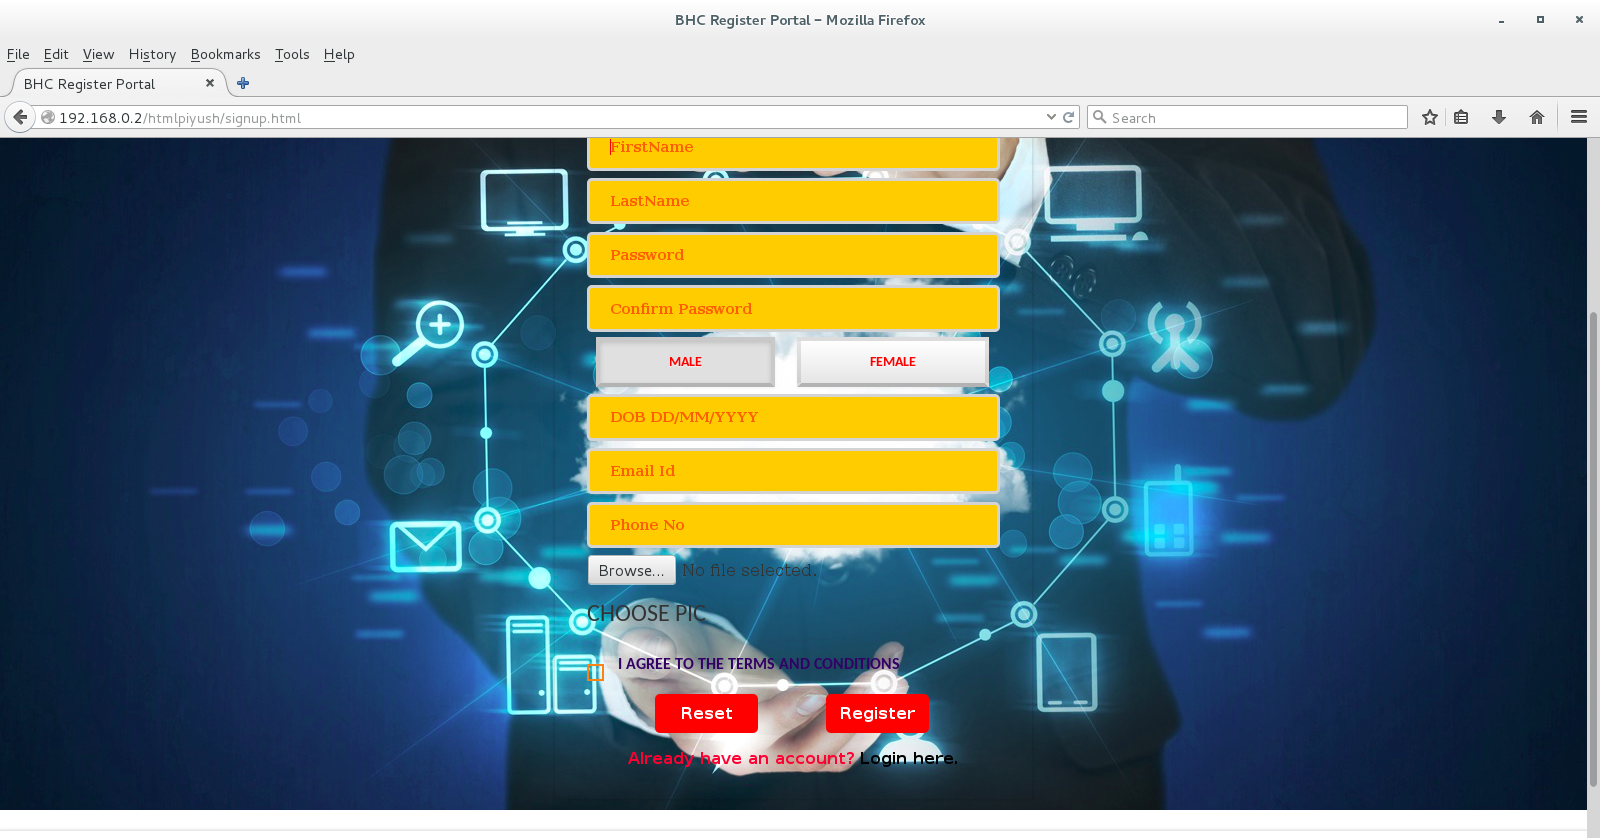 BHC Register Portal – Mozilla Firefox
File Edit View History Bookmarks Tools Help
BHC Register Portal
192.168.0.2/htmlpiyush/signup.html
Search
FirstName
LastName
Password
Confirm Password
MALE FEMALE
DOB DD/MM/YYYY
Email Id
Phone No
Browse... No file selected.
CHOOSE PIC
I AGREE TO THE TERMS AND CONDITIONS
Reset Register
Already have an account? Login here.